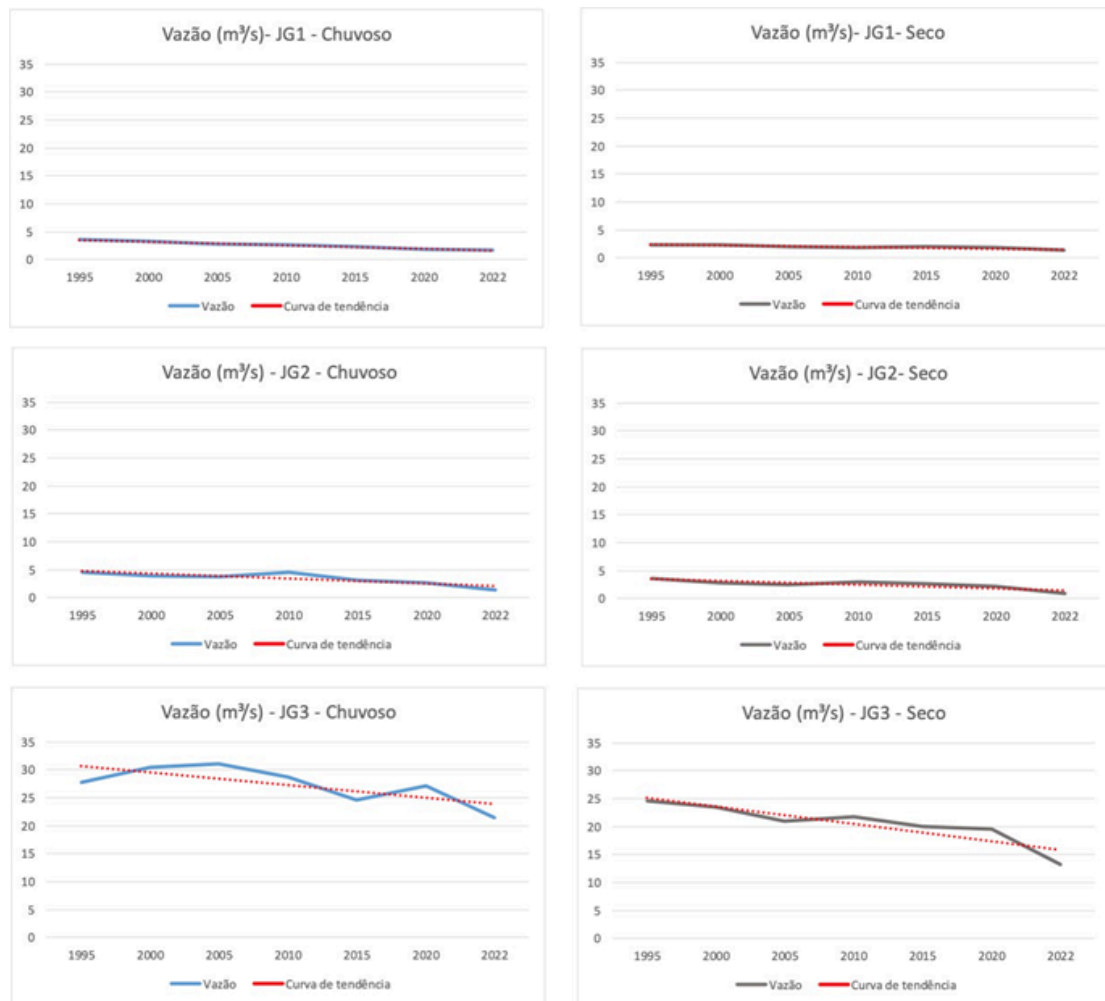 Vazão (m³/s)- JG1 - Chuvoso
35
30
25
20
15
10
5
0
1995 2000 2005 2010 2015 2020 2022
Vazão Curva de tendência
Vazão (m³/s)- JG1- Seco
35
30
25
20
15
10
5
0
1995 2000 2005 2010 2015 2020 2022
Vazão Curva de tendência
Vazão (m³/s) - JG2 - Chuvoso
35
30
25
20
15
10
5
0
1995 2000 2005 2010 2015 2020 2022
Vazão Curva de tendência
Vazão (m³/s) - JG2- Seco
35
30
25
20
15
10
5
0
1995 2000 2005 2010 2015 2020 2022
Vazão Curva de tendência
Vazão (m³/s) - JG3 - Chuvoso
35
30
25
20
15
10
5
0
1995 2000 2005 2010 2015 2020 2022
Vazão Curva de tendência
Vazão (m³/s) - JG3 - Seco
35
30
25
20
15
10
5
0
1995 2000 2005 2010 2015 2020 2022
Vazão Curva de tendência